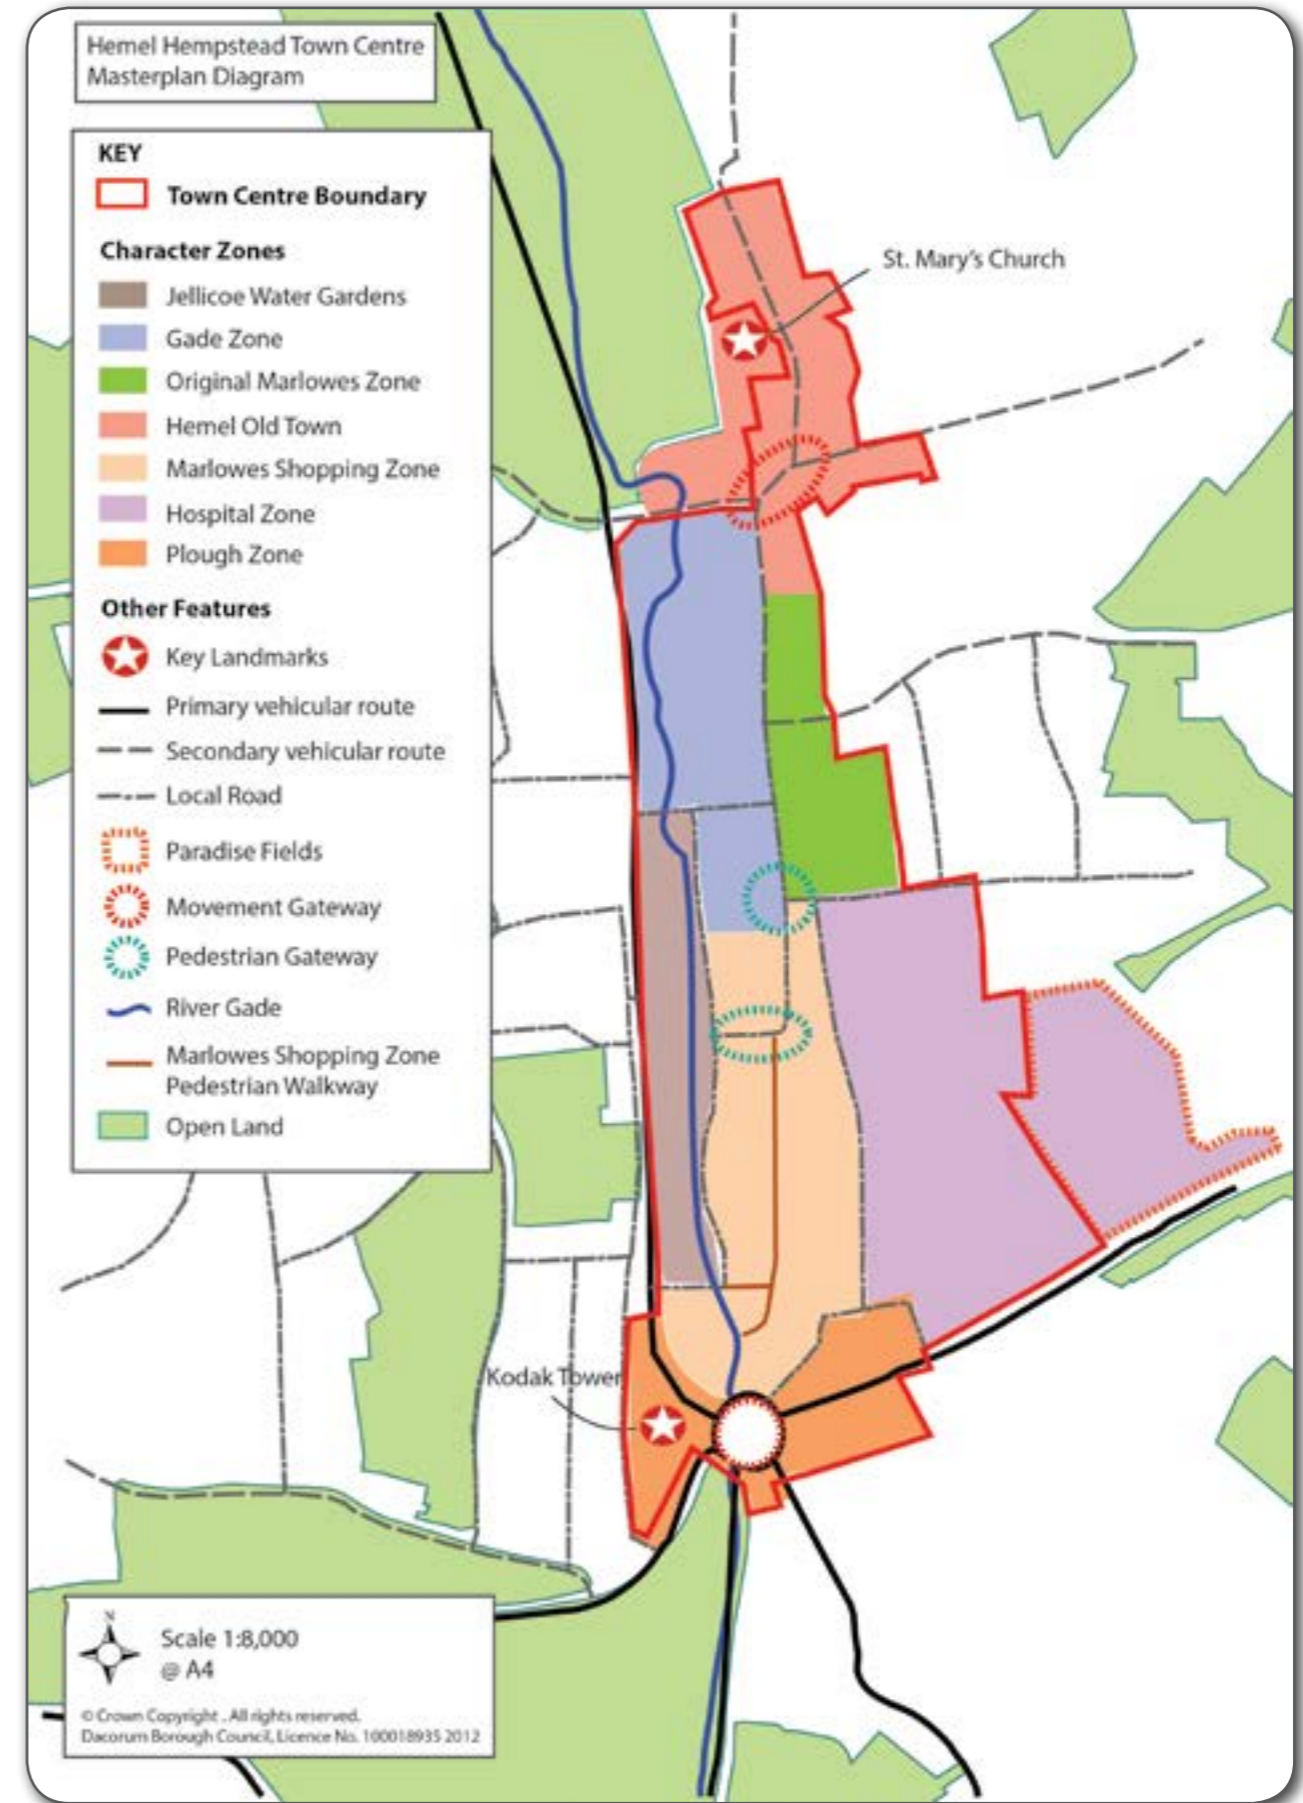 Hemel Hempstead Town Centre
Masterplan Diagram
KEY
Town Centre Boundary
Character Zones
Jellicoe Water Gardens
Gade Zone
Original Marlowes Zone
Hemel Old Town
Marlowes Shopping Zone
Hospital Zone
Plough Zone
Other Features
Key Landmarks
Primary vehicular route
Secondary vehicular route
Local Road
Paradise Fields
Movement Gateway
Pedestrian Gateway
River Gade
Marlowes Shopping Zone
Pedestrian Walkway
Open Land
St. Mary's Church
Kodak Tower
N
Scale 1:8,000
@ A4
© Crown Copyright . All rights reserved.
Dacorum Borough Council, Licence No. 100018935 2012